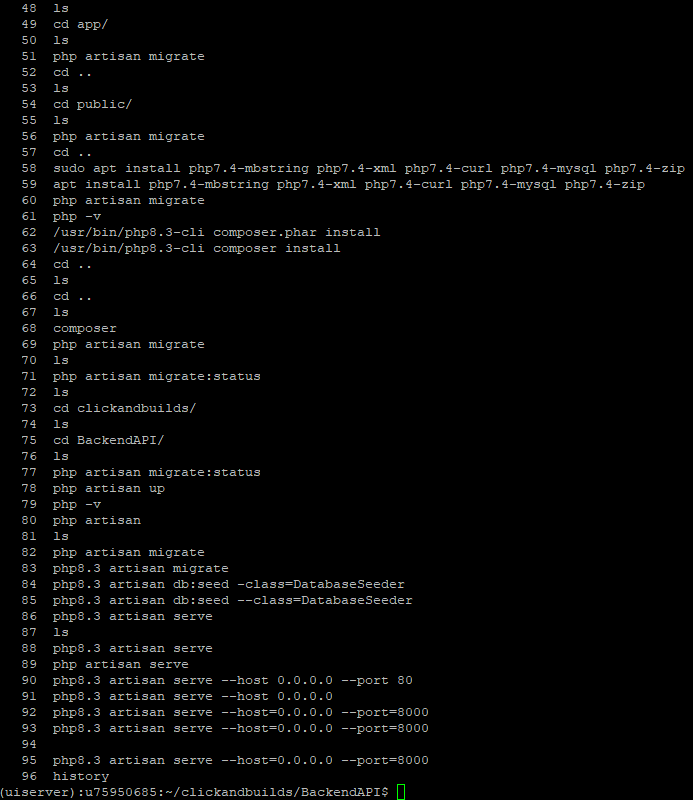 48  ls
49  cd app/
50  ls
51  php artisan migrate
52  cd ..
53  ls
54  cd public/
55  ls
56  php artisan migrate
57  cd ..
58  sudo apt install php7.4-mbstring php7.4-xml php7.4-curl php7.4-mysql php7.4-zip
59  apt install php7.4-mbstring php7.4-xml php7.4-curl php7.4-mysql php7.4-zip
60  php artisan migrate
61  php -v
62  /usr/bin/php8.3-cli composer.phar install
63  /usr/bin/php8.3-cli composer install
64  cd ..
65  ls
66  cd ..
67  ls
68  composer
69  php artisan migrate
70  ls
71  php artisan migrate:status
72  ls
73  cd clickandbuilds/
74  ls
75  cd BackendAPI/
76  ls
77  php artisan migrate:status
78  php artisan up
79  php -v
80  php artisan
81  ls
82  php artisan migrate
83  php8.3 artisan migrate
84  php8.3 artisan db:seed -class=DatabaseSeeder
85  php8.3 artisan db:seed --class=DatabaseSeeder
86  php8.3 artisan serve
87  ls
88  php8.3 artisan serve
89  php artisan serve
90  php8.3 artisan serve --host 0.0.0.0 --port 80
91  php8.3 artisan serve --host 0.0.0.0
92  php8.3 artisan serve --host=0.0.0.0 --port=8000
93  php8.3 artisan serve --host=0.0.0.0 --port=8000
94
95  php8.3 artisan serve --host=0.0.0.0 --port=8000
96  history
(uiserver):u75950685:~/clickandbuilds/BackendAPI$